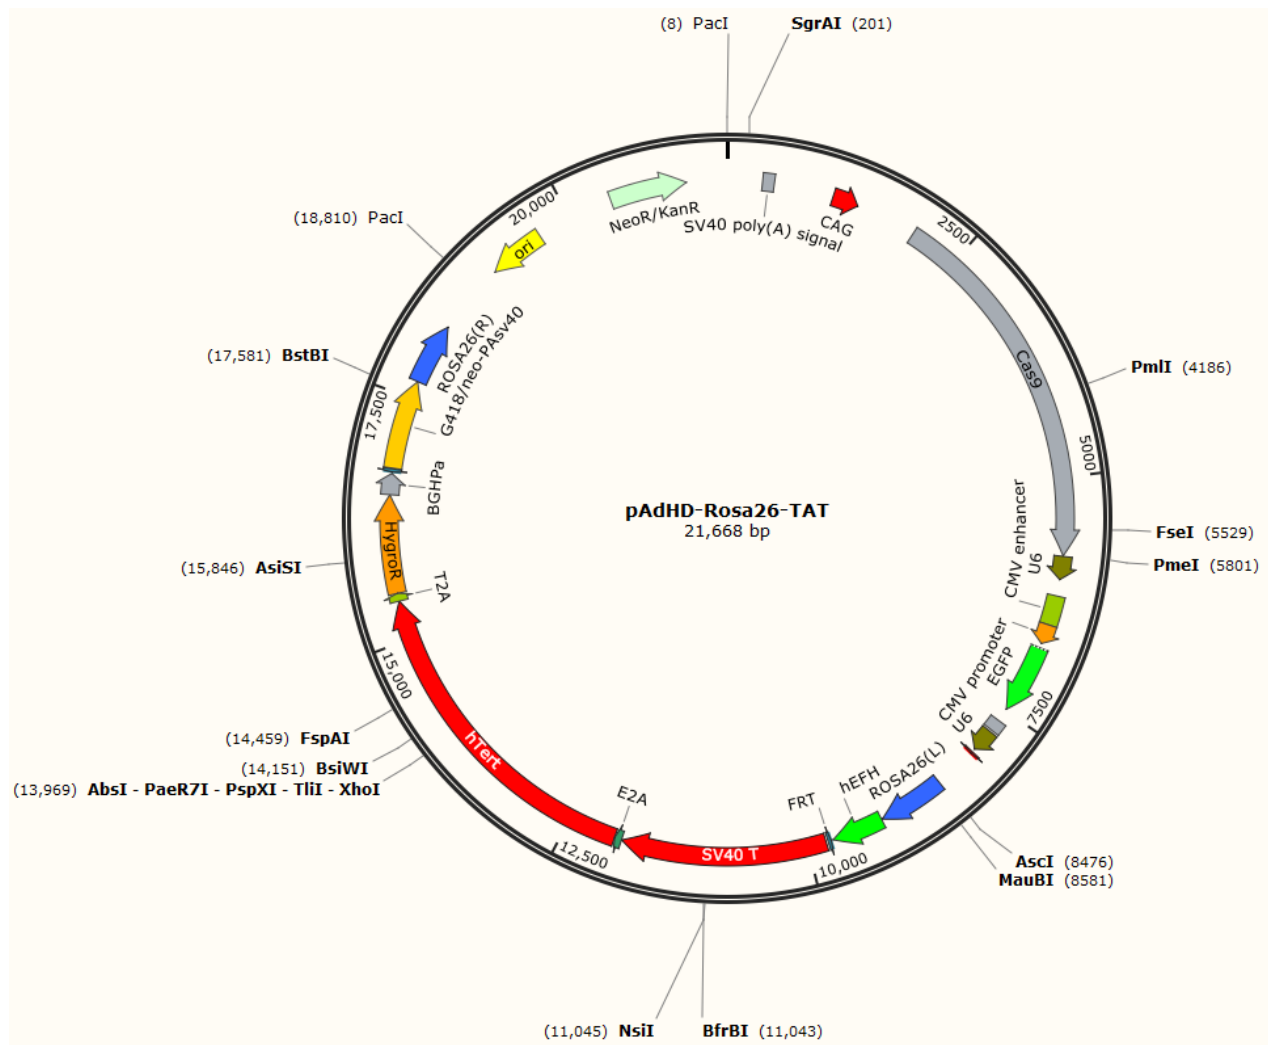 (8) PacI
SgrAI (201)
20,000
NeoR/KanR
SV40 poly(A) signal
CAG
2500
(18,810) PacI
ori
ROSA26(R)
G418/neo-PAsv40
Cas9
(17,581) BstBI
PmlI (4186)
17,500
5000
BGHPa
pAdHD-Rosa26-TAT
21,668 bp
CMV enhancer
U6
FseI (5529)
HygroR
(15,846) AsiSI
PmeI (5801)
T2A
CMV promoter
EGFP
15,000
7500
U6
(14,459) FspAI
hTert
ROSA26(L)
(14,151) BsiWI
hEFH
(13,969) AbsI - PaeR7I - PspXI - TliI - XhoI
E2A
FRT
SV40 T
12,500
10,000
AscI (8476)
MauBI (8581)
(11,045) NsiI
BfrBI (11,043)